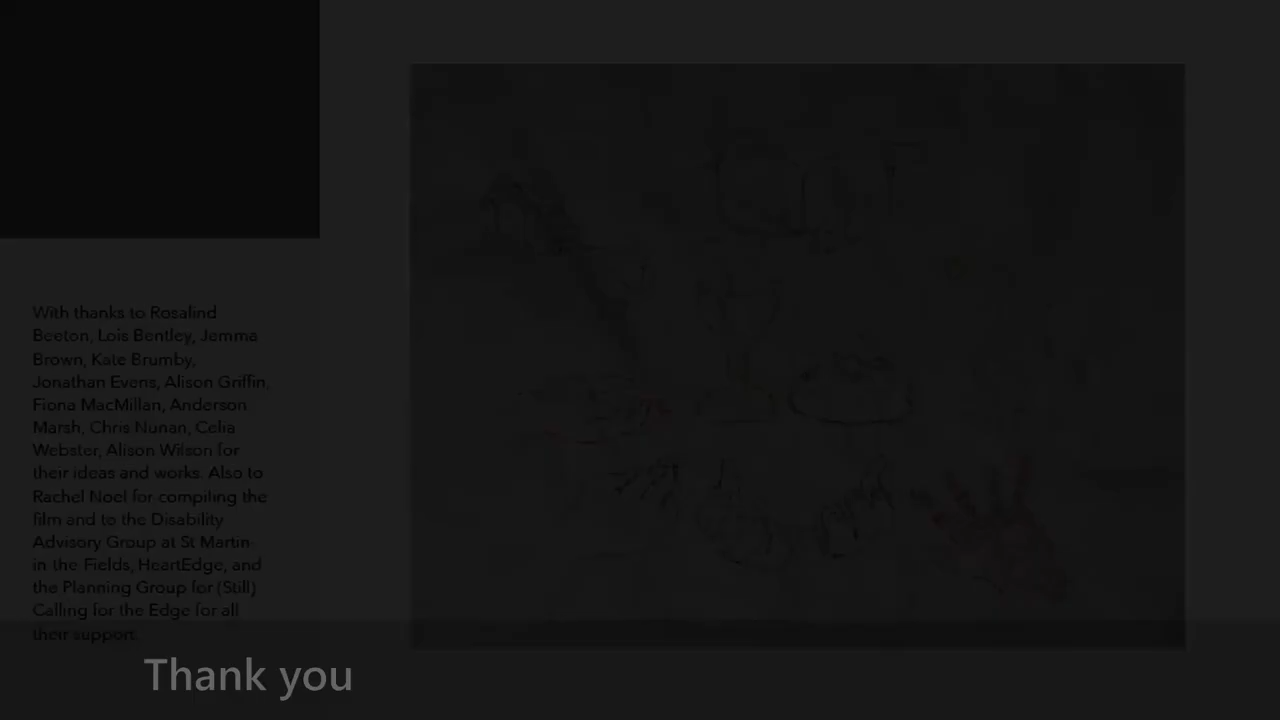 With thanks to Rosalind
Beeton, Lois Bentley, Jemma
Brown, Kate Brumby,
Jonathan Evens, Alison Griffin,
Fiona MacMillan, Anderson
Marsh, Chris Nunan, Celia
Webster, Alison Wilson for
their ideas and works. Also to
Rachel Noel for compiling the
film and to the Disability
Advisory Group at St Martin
in the Fields, HeartEdge, and
the Planning Group for (Still)
Calling for the Edge for all
their support.
Thank you